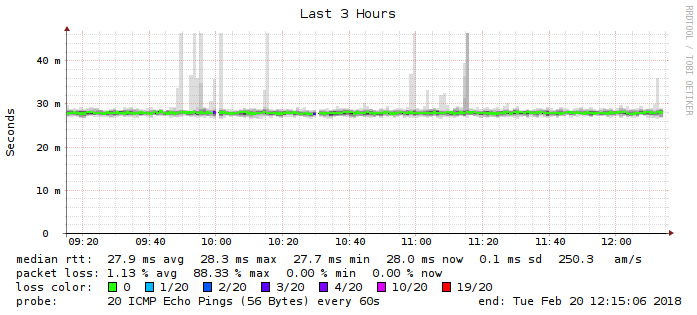 Last 3 Hours
RRDTOOL / TOBI OETIKER
Seconds
40 m
30 m
20 m
10 m
0
09:20 09:40 10:00 10:20 10:40 11:00 11:20 11:40 12:00
median rtt: 27.9 ms avg 28.3 ms max 27.7 ms min 28.0 ms now 0.1 ms sd 250.3 am/s
packet loss: 1.13 % avg 88.33 % max 0.00 % min 0.00 % now
loss color: 0 1/20 2/20 3/20 4/20 10/20 19/20
probe: 20 ICMP Echo Pings (56 Bytes) every 60s end: Tue Feb 20 12:15:06 2018